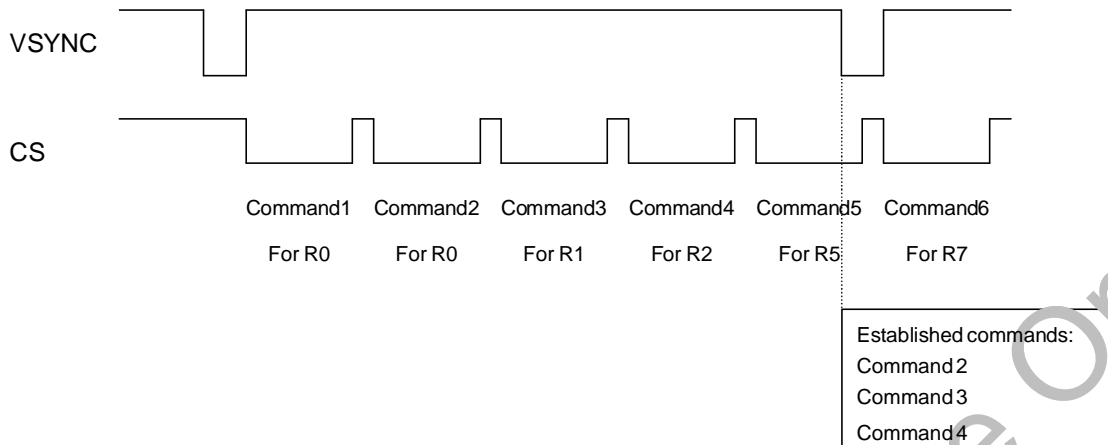 VSYNC
CS
Command1 Command2 Command3 Command4 Command5 Command6
For R0 For R0 For R1 For R2 For R5 For R7
Established commands:
Command 2
Command 3
Command 4